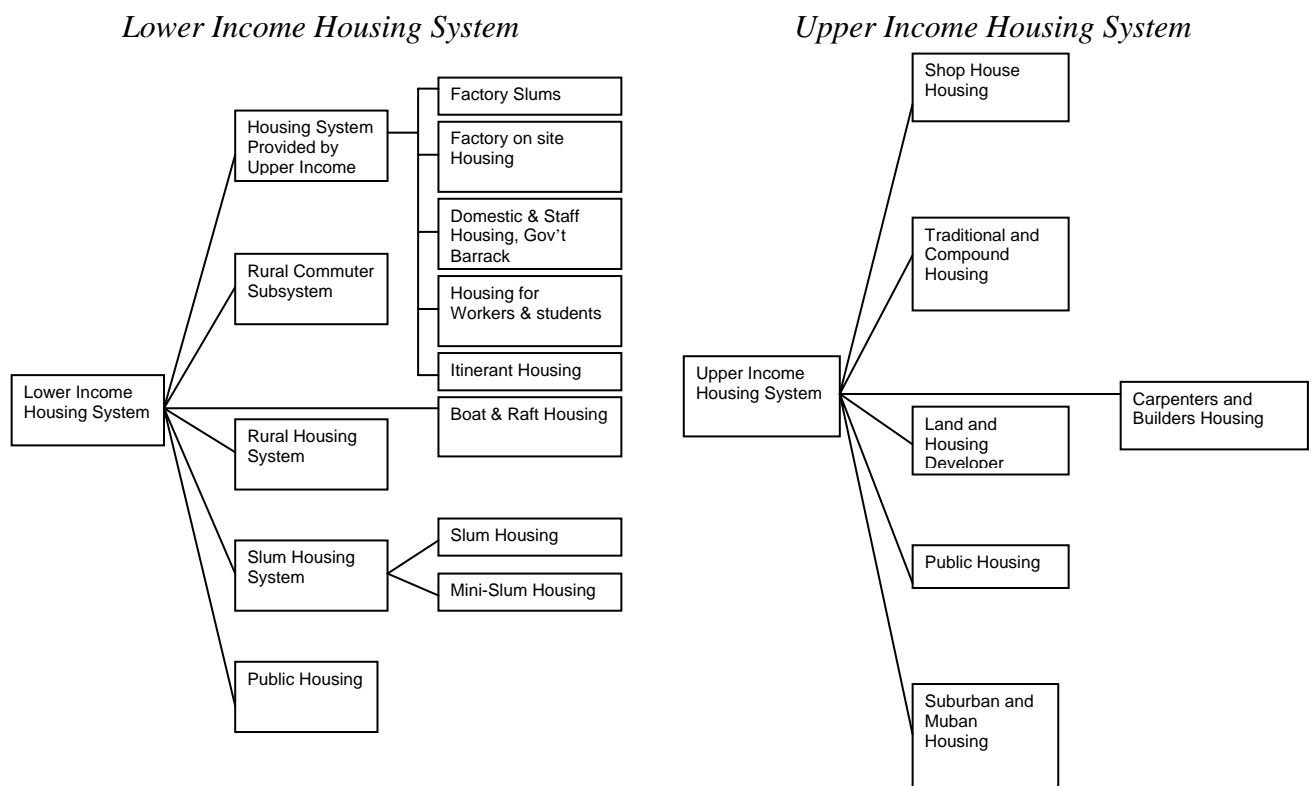 Lower Income Housing System
Housing System
Provided by
Upper Income
Factory Slums
Factory on site
Housing
Domestic & Staff
Housing, Gov't
Barrack
Housing for
Workers & students
Itinerant Housing
Rural Commuter
Subsystem
Lower Income
Housing System
Boat & Raft Housing
Rural Housing
System
Slum Housing
System
Slum Housing
Mini-Slum Housing
Public Housing
Upper Income Housing System
Shop House
Housing
Traditional and
Compound
Housing
Upper Income
Housing System
Carpenters and
Builders Housing
Land and
Housing
Developer
Public Housing
Suburban and
Muban
Housing